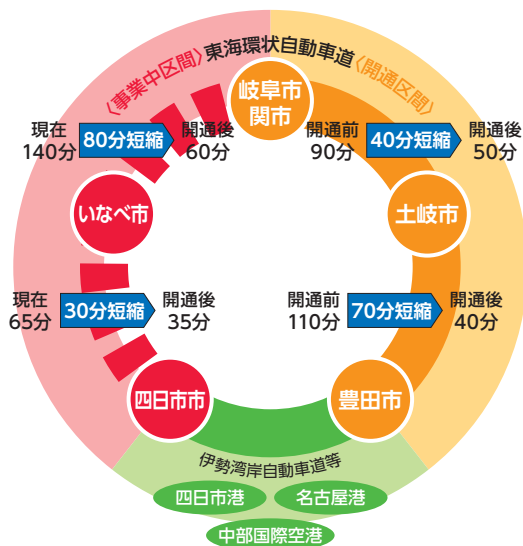 東海環状自動車道
〈事業中区間〉
〈開通区間〉
岐阜市
関市
現在
140分
80分短縮
開通後
60分
開通前
90分
40分短縮
開通後
50分
いなべ市
土岐市
現在
65分
30分短縮
開通後
35分
開通前
110分
70分短縮
開通後
40分
四日市市
豊田市
伊勢湾岸自動車道等
四日市港
名古屋港
中部国際空港